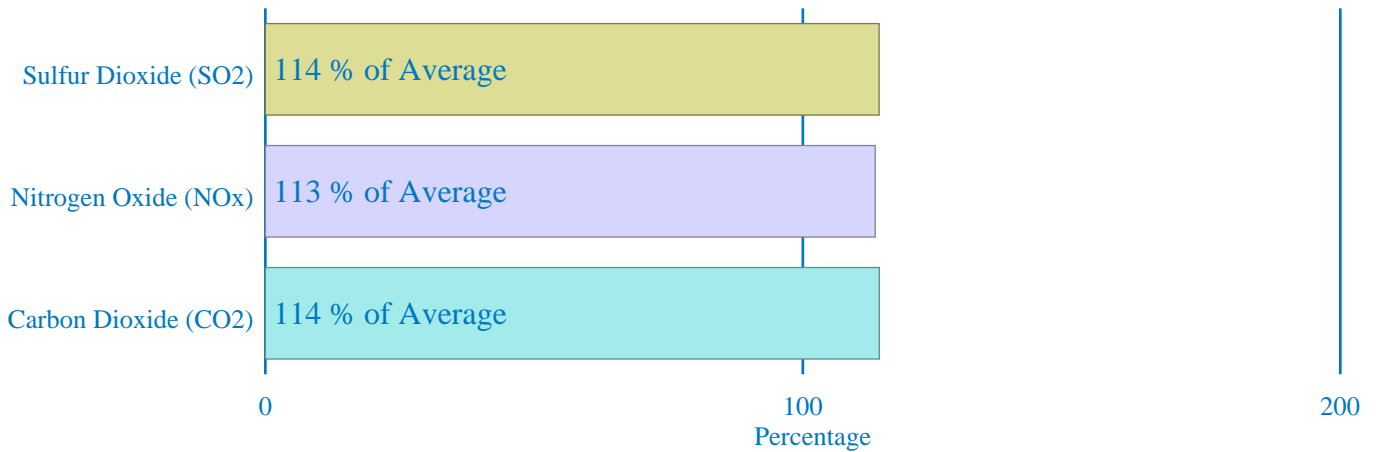 Sulfur Dioxide (SO2)
114 % of Average
Nitrogen Oxide (NOx)
113 % of Average
Carbon Dioxide (CO2)
114 % of Average
0
100
200
Percentage